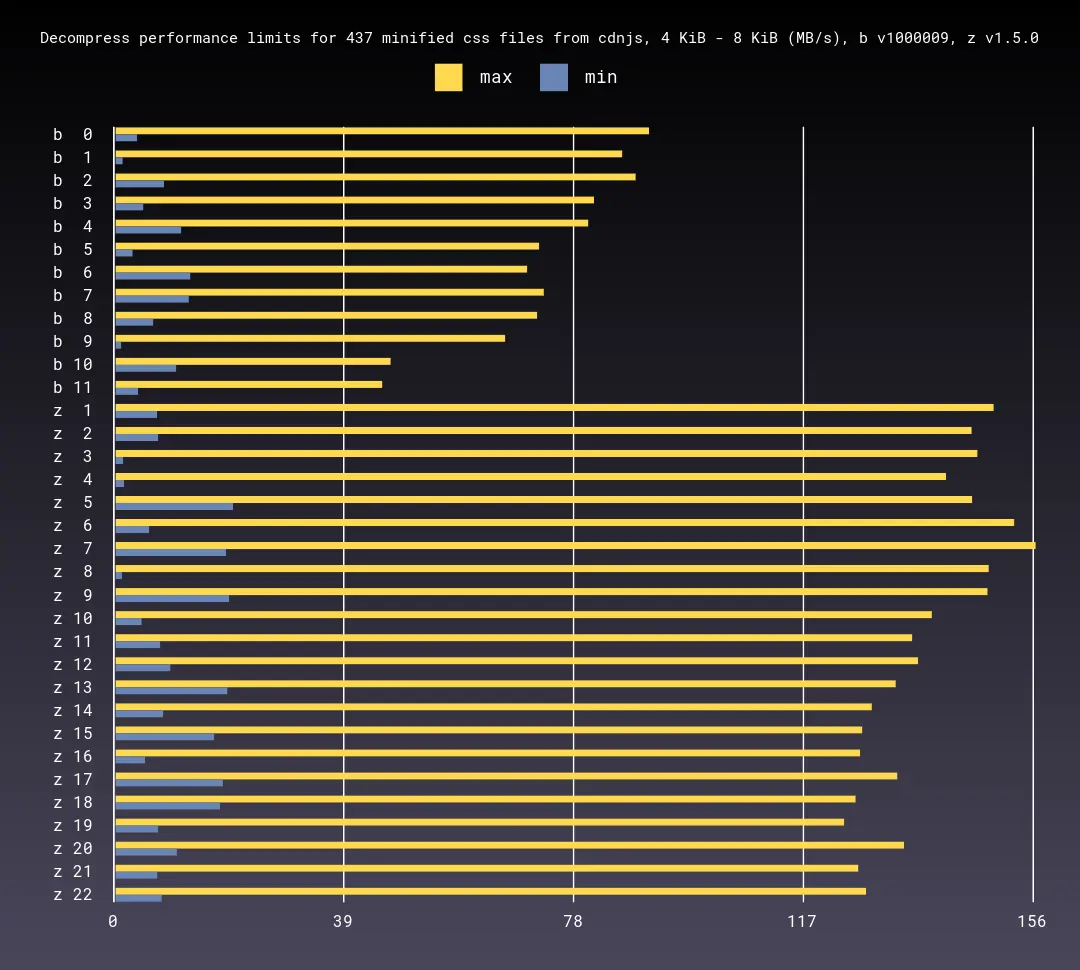 Decompress performance limits for 437 minified css files from cdnjs, 4 KiB - 8 KiB (MB/s), b v1000009, z v1.5.0
max min
b 0
b 1
b 2
b 3
b 4
b 5
b 6
b 7
b 8
b 9
b 10
b 11
z 1
z 2
z 3
z 4
z 5
z 6
z 7
z 8
z 9
z 10
z 11
z 12
z 13
z 14
z 15
z 16
z 17
z 18
z 19
z 20
z 21
z 22
0 39 78 117 156